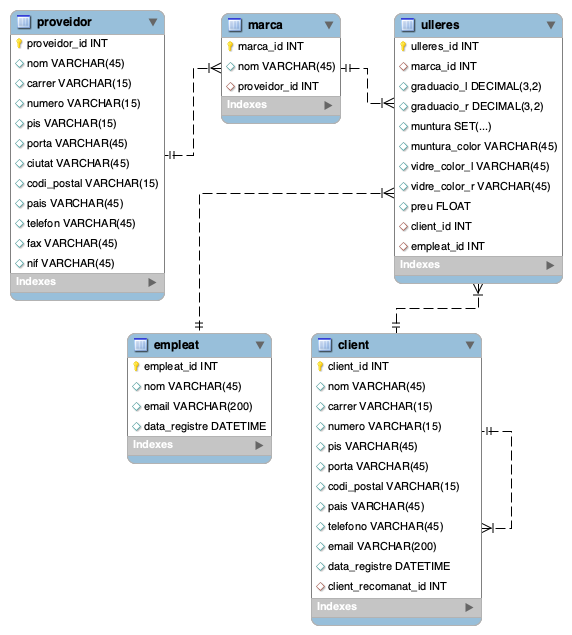 proveidor
proveidor_id INT
nom VARCHAR(45)
carrer VARCHAR(15)
numero VARCHAR(15)
pis VARCHAR(15)
porta VARCHAR(45)
ciutat VARCHAR(45)
codi_postal VARCHAR(15)
pais VARCHAR(45)
telefon VARCHAR(45)
fax VARCHAR(45)
nif VARCHAR(45)
Indexes
marca
marca_id INT
nom VARCHAR(45)
proveidor_id INT
Indexes
ulleres
ulleres_id INT
marca_id INT
graduacio_l DECIMAL(3,2)
graduacio_r DECIMAL(3,2)
muntura SET(...)
muntura_color VARCHAR(45)
vidre_color_l VARCHAR(45)
vidre_color_r VARCHAR(45)
preu FLOAT
client_id INT
empleat_id INT
Indexes
empleat
empleat_id INT
nom VARCHAR(45)
email VARCHAR(200)
data_registre DATETIME
Indexes
client
client_id INT
nom VARCHAR(45)
carrer VARCHAR(15)
numero VARCHAR(15)
pis VARCHAR(45)
porta VARCHAR(45)
codi_postal VARCHAR(15)
pais VARCHAR(45)
telefono VARCHAR(45)
email VARCHAR(200)
data_registre DATETIME
client_recomanat_id INT
Indexes